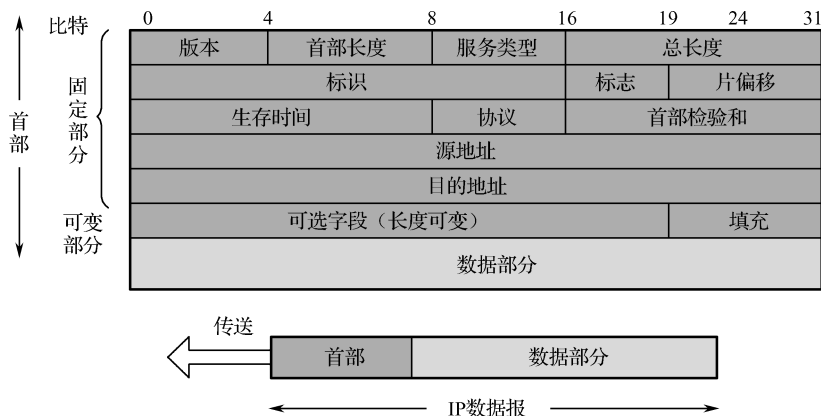 比特 0 4 8 16 19 24 31
版本 首部长度 服务类型 总长度
标识 标志 片偏移
生存时间 协议 首部检验和
源地址
目的地址
可选字段（长度可变） 填充
数据部分
首部
固定部分
可变部分
传送
首部 数据部分
IP数据报